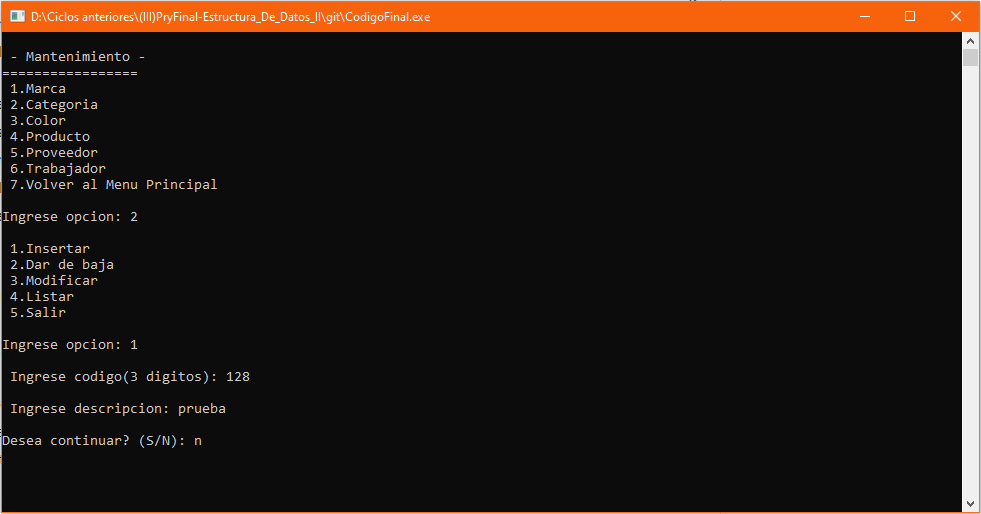 D:\Ciclos anteriores\(III)PryFinal-Estructura_De_Datos_II\git\CodigoFinal.exe
- Mantenimiento -
=================
1.Marca
2.Categoria
3.Color
4.Producto
5.Proveedor
6.Trabajador
7.Volver al Menu Principal
Ingrese opcion: 2
1.Insertar
2.Dar de baja
3.Modificar
4.Listar
5.Salir
Ingrese opcion: 1
Ingrese codigo(3 digitos): 128
Ingrese descripcion: prueba
Desea continuar? (S/N): n